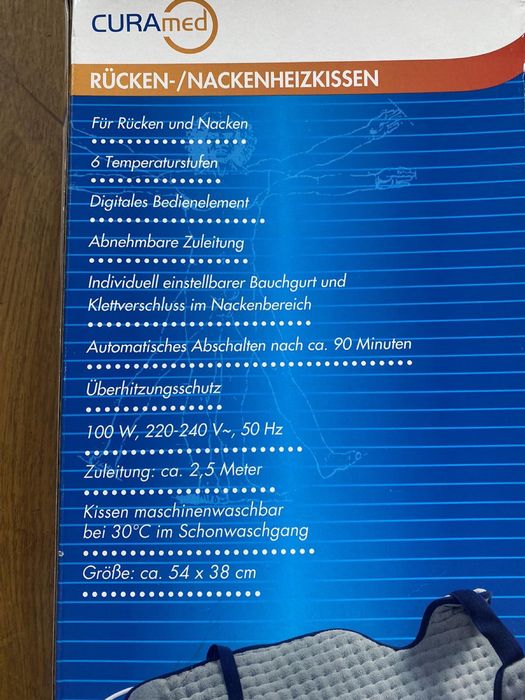 CURAmed
RÜCKEN-/NACKENHEIZKISSEN
Für Rücken und Nacken
6 Temperaturstufen
Digitales Bedienelement
Abnehmbare Zuleitung
Individuell einstellbarer Bauchgurt und
Klettverschluss im Nackenbereich
Automatisches Abschalten nach ca. 90 Minuten
Überhitzungsschutz
100 W, 220-240 V~, 50 Hz
Zuleitung: ca. 2,5 Meter
Kissen maschinenwaschbar
bei 30°C im Schonwaschgang
Größe: ca. 54 x 38 cm